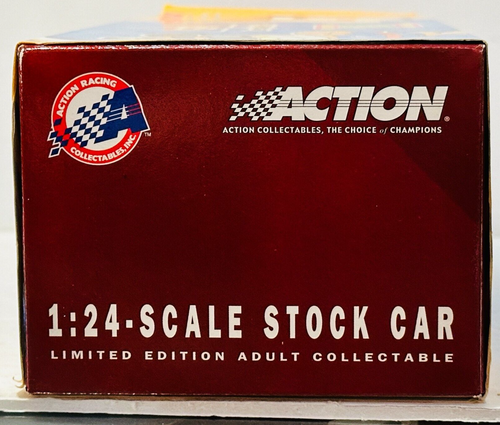 ACTION RACING
COLLECTABLES, INC.
TM
ACTION®
ACTION COLLECTABLES, THE CHOICE of CHAMPIONS
1:24-SCALE STOCK CAR
LIMITED EDITION ADULT COLLECTABLE